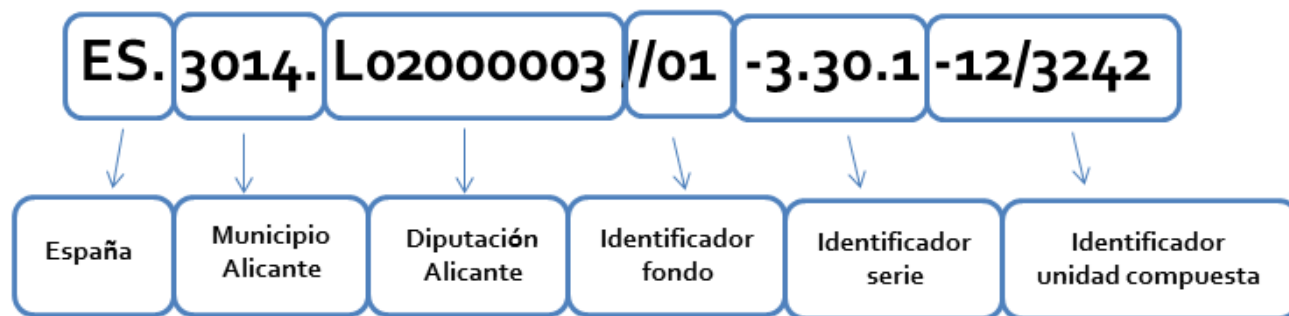 ES. 3014. L02000003 //01 -3.30.1 -12/3242
España
Municipio
Alicante
Diputación
Alicante
Identificador
fondo
Identificador
serie
Identificador
unidad compuesta